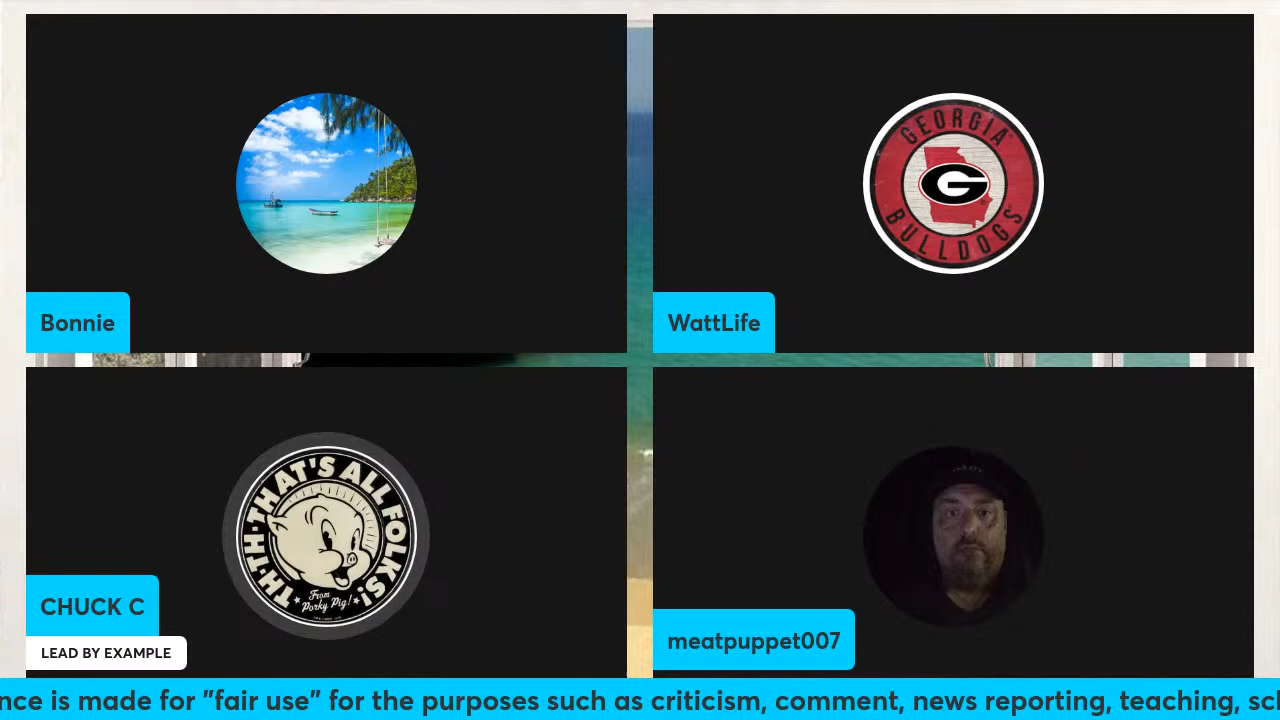 GEORGIA
G
BULLDOGS
Bonnie
WattLife
TH-TH-THAT'S ALL FOLKS!
From
Porky Pig!
CHUCK C
LEAD BY EXAMPLE
meatpuppet007
nce is made for "fair use" for the purposes such as criticism, comment, news reporting, teaching, sc